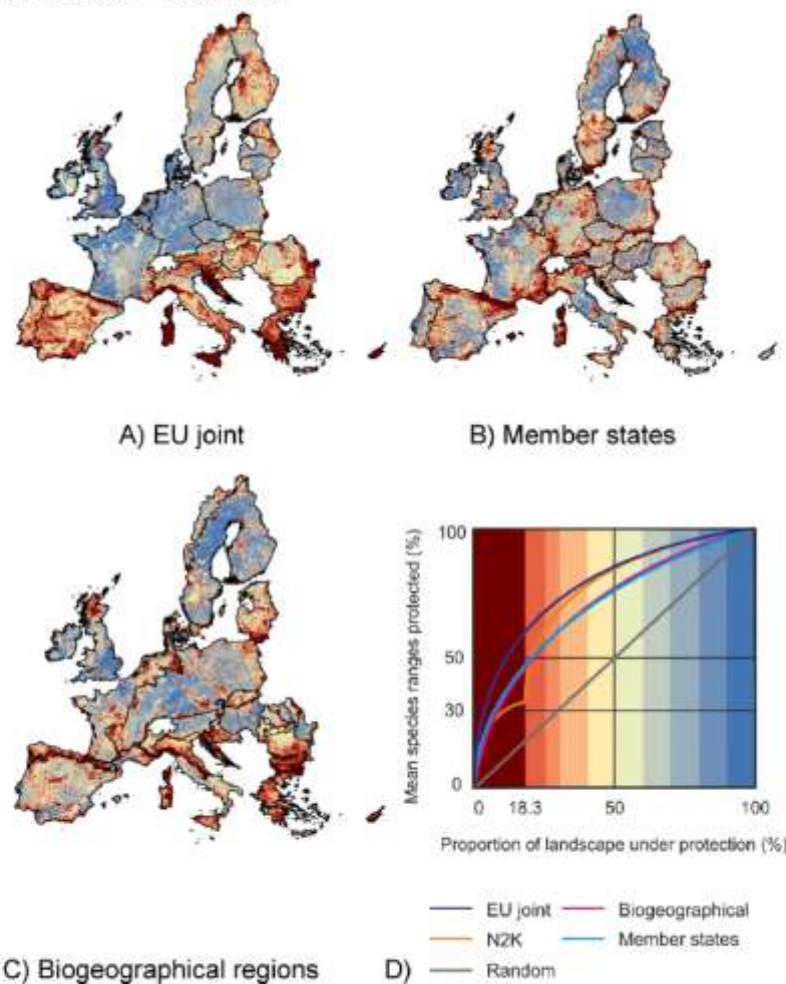 A) EU joint
B) Member states
C) Biogeographical regions
D)
Mean species ranges protected (%)
100
50
30
0
0 18.3 50 100
Proportion of landscape under protection (%)
EU joint Biogeographical
N2K Member states
Random